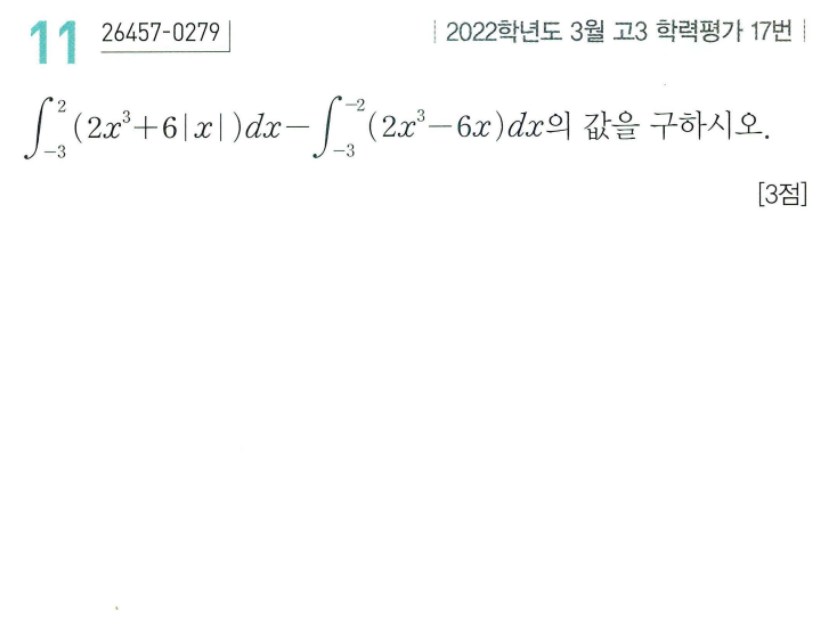 11 26457-0279 | 2022학년도 3월 고3 학력평가 17번 |
∫_{-3}^{2} (2x³+6|x|)dx-∫_{-3}^{-2} (2x³-6x)dx의 값을 구하시오.
[3점]